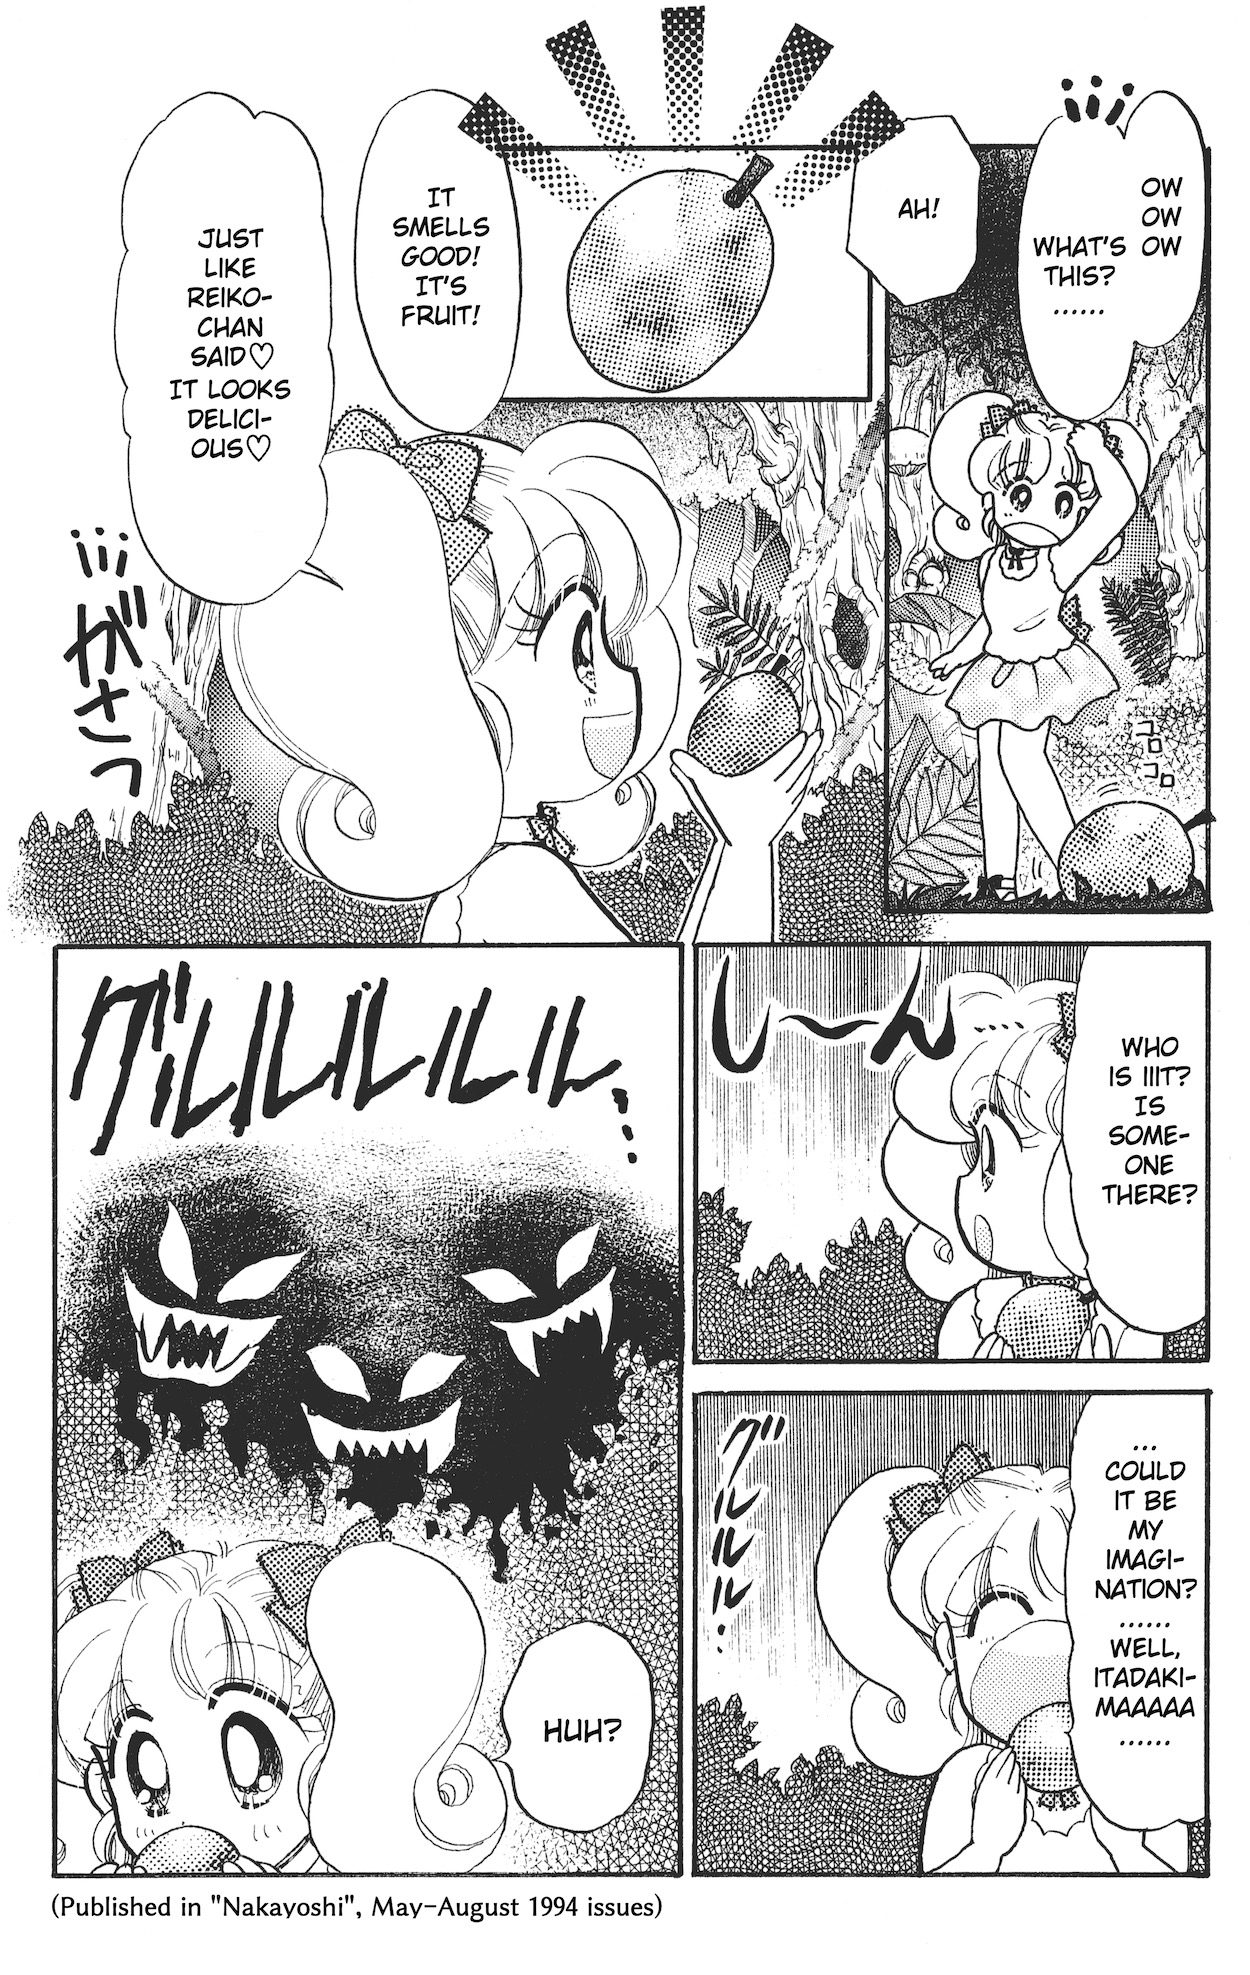 OW
OW
OW
WHAT'S
THIS?
......
コロ
コロ
AH!
IT
SMELLS
GOOD!
IT'S
FRUIT!
JUST
LIKE
REIKO-
CHAN
SAID♡
IT LOOKS
DELICI-
OUS♡
がさっ
WHO
IS IIIT?
IS
SOME-
ONE
THERE?
し〜ん....
...
COULD
IT BE
MY
IMAGI-
NATION?
......
WELL,
ITADAKI-
MAAAAA
......
グルルルル...
グルルルルルル...
HUH?
(Published in "Nakayoshi", May-August 1994 issues)